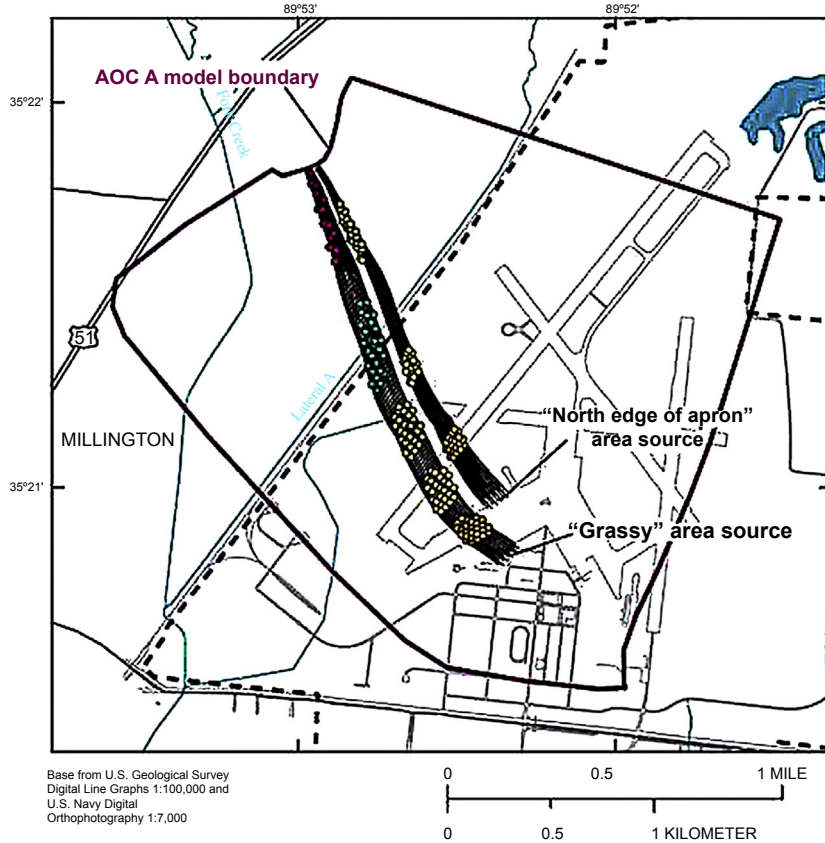 89°53'
89°52'
AOC A model boundary
35°22'
Fork Creek
51
Lateral A
MILLINGTON
"North edge of apron"
area source
35°21'
"Grassy" area source
Base from U.S. Geological Survey
Digital Line Graphs 1:100,000 and
U.S. Navy Digital
Orthophotography 1:7,000
0 0.5 1 MILE
0 0.5 1 KILOMETER